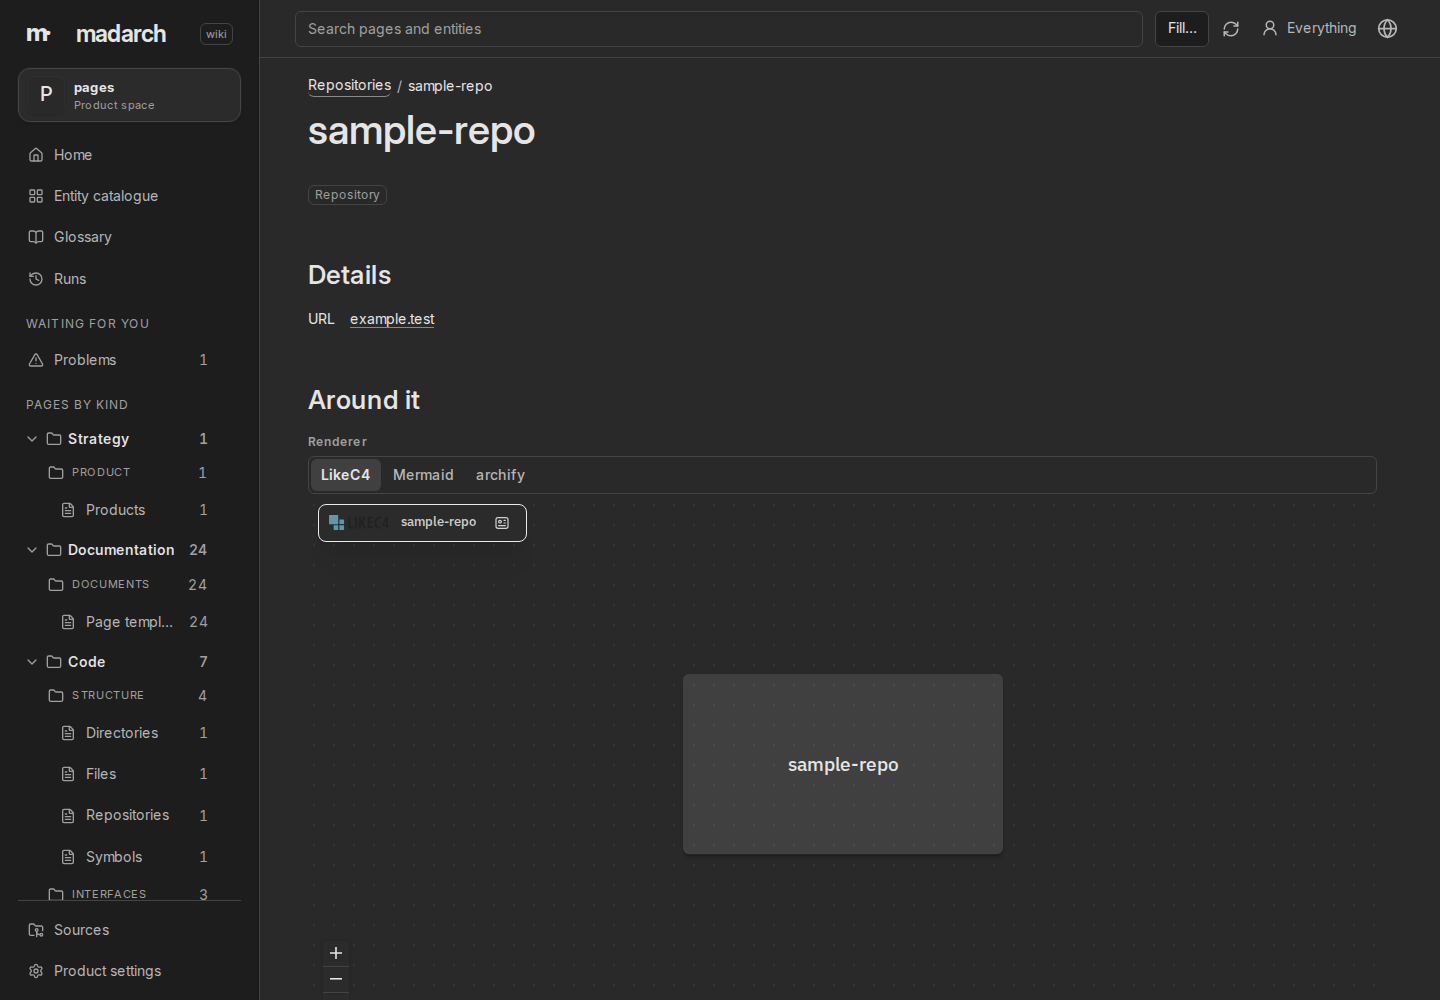 m· madarch wiki
P pages
Product space
Home
Entity catalogue
Glossary
Runs
WAITING FOR YOU
Problems 1
PAGES BY KIND
Strategy 1
PRODUCT 1
Products 1
Documentation 24
DOCUMENTS 24
Page templ... 24
Code 7
STRUCTURE 4
Directories 1
Files 1
Repositories 1
Symbols 1
INTERFACES 3
Sources
Product settings
Search pages and entities
Fill...
Everything
Repositories / sample-repo
sample-repo
Repository
Details
URL example.test
Around it
Renderer
LikeC4 Mermaid archify
LIKEC4 sample-repo
sample-repo